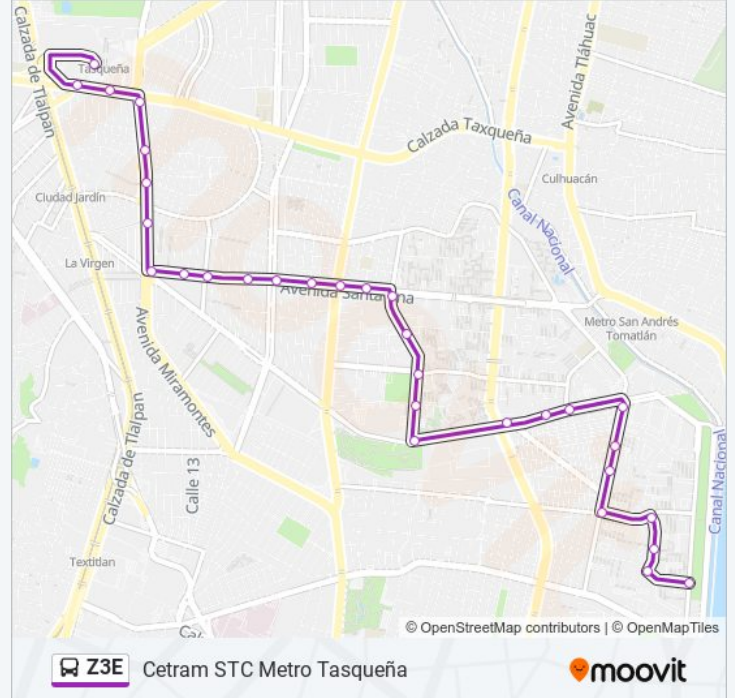 Calzada de Tlalpan
Tasqueña
Avenida Tláhuac
Calzada Taxqueña
Culhuacán
Ciudad Jardín
Canal Nacional
La Virgen
Avenida Santa Ana
Metro San Andrés
Tomatlán
Avenida Miramontes
Calzada de Tlalpan
Calle 13
Canal Nacional
Textitlan
© OpenStreetMap contributors | © OpenMapTiles
Z3E Cetram STC Metro Tasqueña
moovit